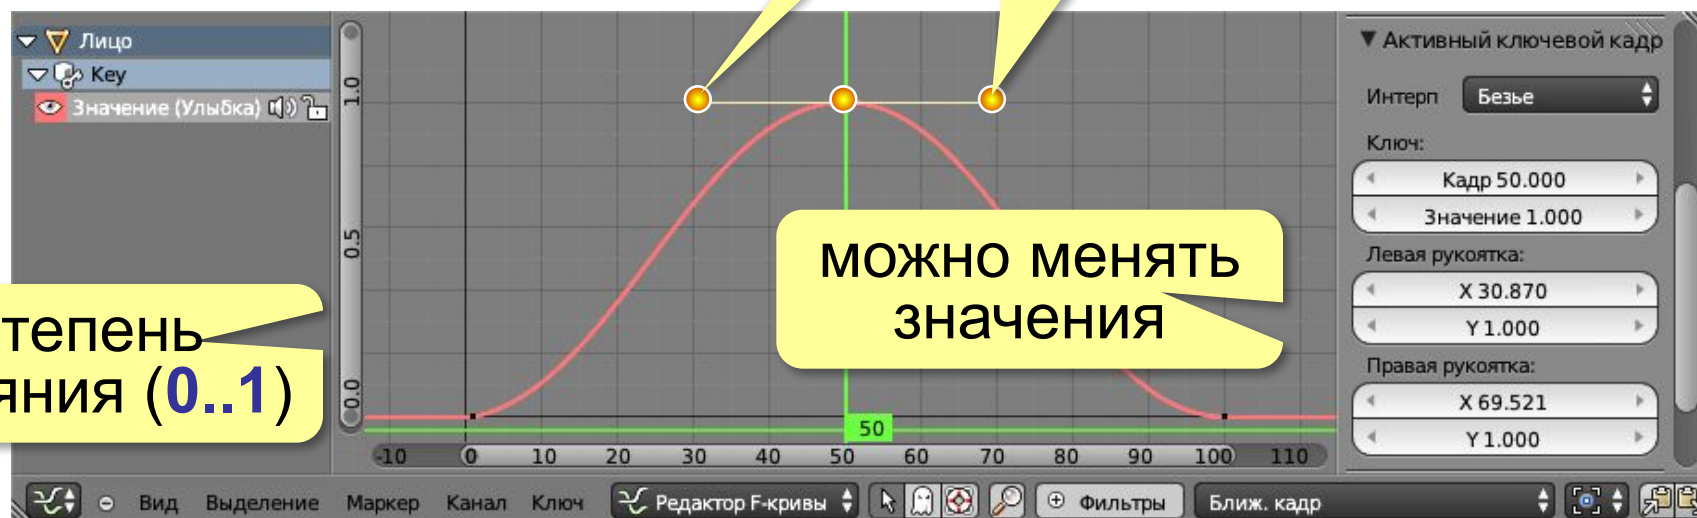 Лицо
Key
Значение (Улыбка)
1.0
0.5
0.0
можно менять
значения
(0..1)
50
-10 0 10 20 30 40 50 60 70 80 90 100 110
Активный ключевой кадр
Интерп Безье
Ключ:
Кадр 50.000
Значение 1.000
Левая рукоятка:
X 30.870
Y 1.000
Правая рукоятка:
X 69.521
Y 1.000
Вид Выделение Маркер Канал Ключ Редактор F-кривы Фильтры Ближ. кадр